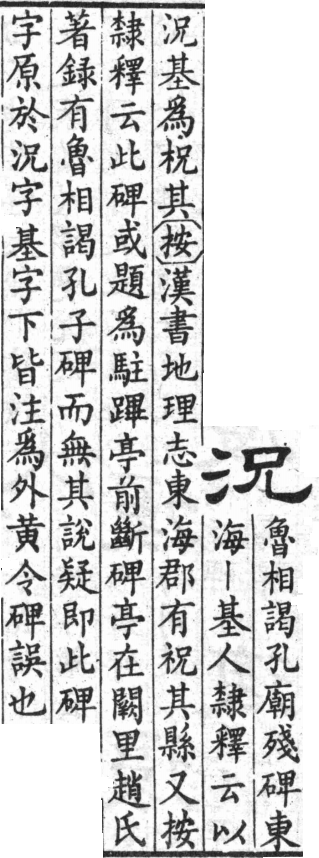 况
魯相謁孔廟殘碑東
海丨基人隸釋云以
況基爲柷其按漢書地理志東海郡有祝其縣又按
隸釋云此碑或題爲駐蹕亭前斷碑亭在闕里趙氏
著録有魯相謁孔子碑而無其說疑即此碑
字原於況字基字下皆注爲外黄令碑誤也